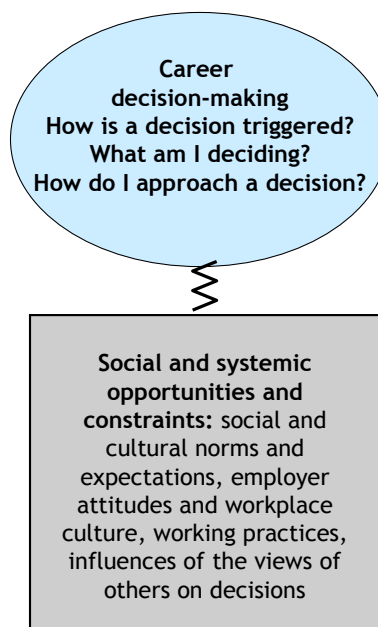 Career
decision-making
How is a decision triggered?
What am I deciding?
How do I approach a decision?
Social and systemic
opportunities and
constraints: social and
cultural norms and
expectations, employer
attitudes and workplace
culture, working practices,
influences of the views of
others on decisions